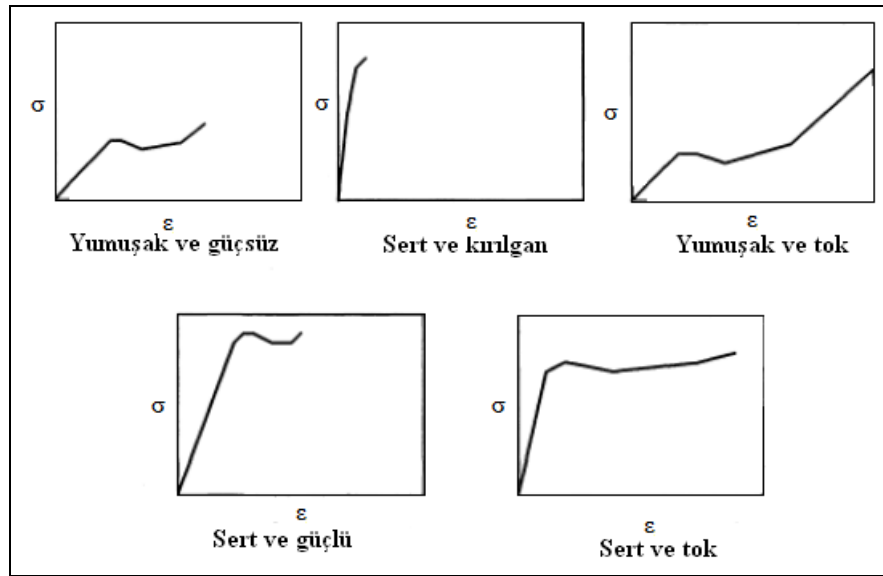 σ
ε
Yumuşak ve güçsüz
σ
ε
Sert ve kırılgan
σ
ε
Yumuşak ve tok
σ
ε
Sert ve güçlü
σ
ε
Sert ve tok